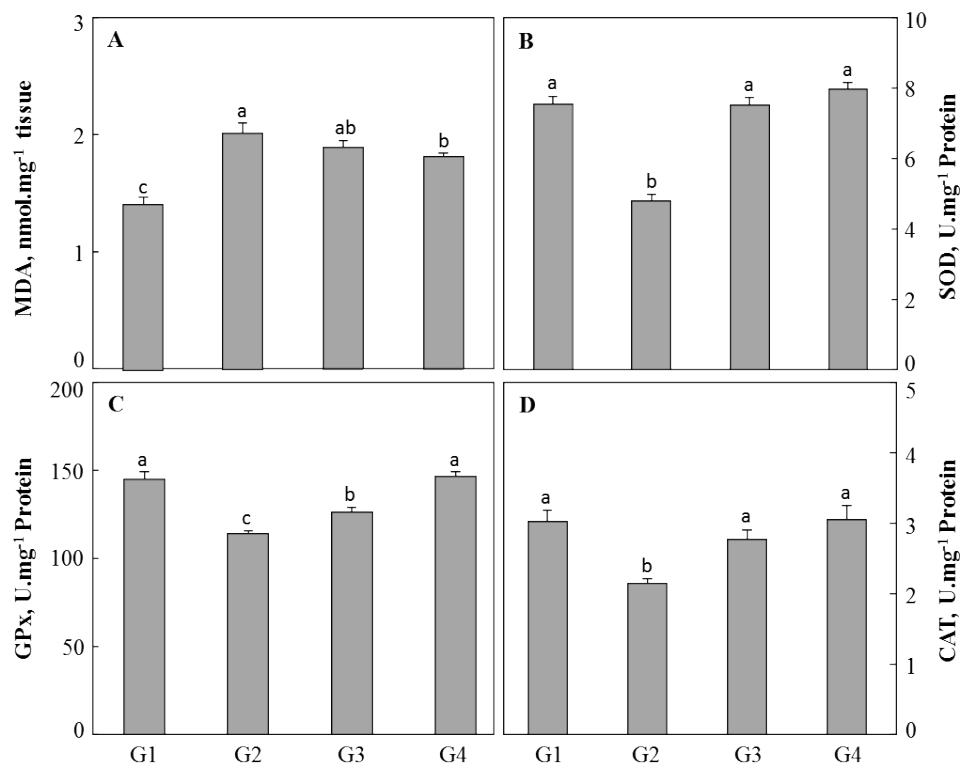 A
MDA, nmol.mg⁻¹ tissue
3
2
1
0
c
a
ab
b
B
SOD, U.mg⁻¹ Protein
10
8
6
4
2
0
a
b
a
a
C
GPx, U.mg⁻¹ Protein
200
150
100
50
0
a
c
b
a
G1 G2 G3 G4
D
CAT, U.mg⁻¹ Protein
5
4
3
2
1
0
a
b
a
a
G1 G2 G3 G4